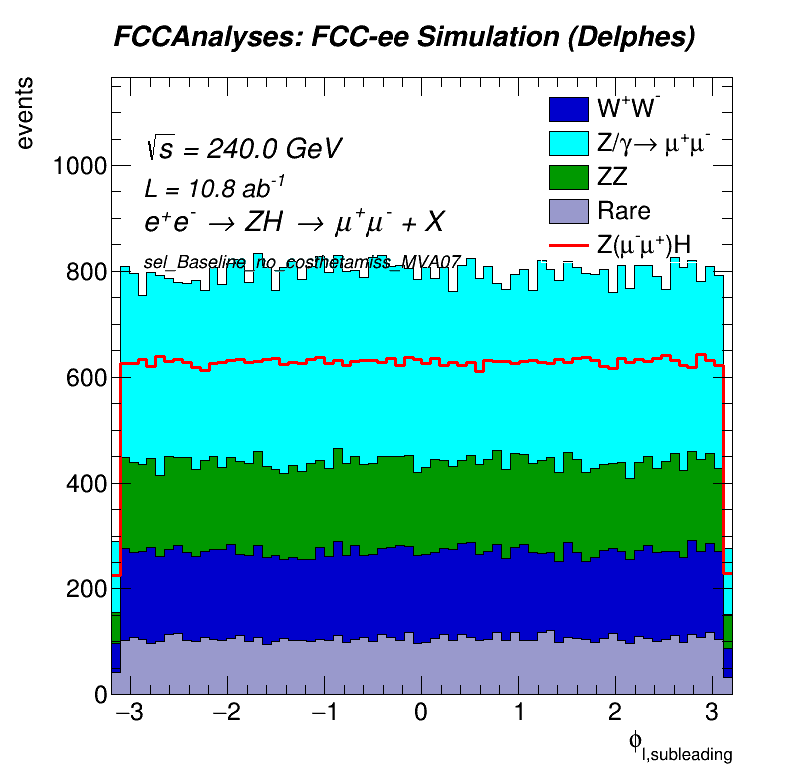 FCCAnalyses: FCC-ee Simulation (Delphes)
events
√s = 240.0 GeV
L = 10.8 ab⁻¹
e⁺e⁻ → ZH → μ⁺μ⁻ + X
sel_Baseline_no_costhetamiss_MVA07
W⁺W⁻
Z/γ→ μ⁺μ⁻
ZZ
Rare
Z(μ⁻μ⁺)H
1000
800
600
400
200
0
−3 −2 −1 0 1 2 3
ϕl,subleading